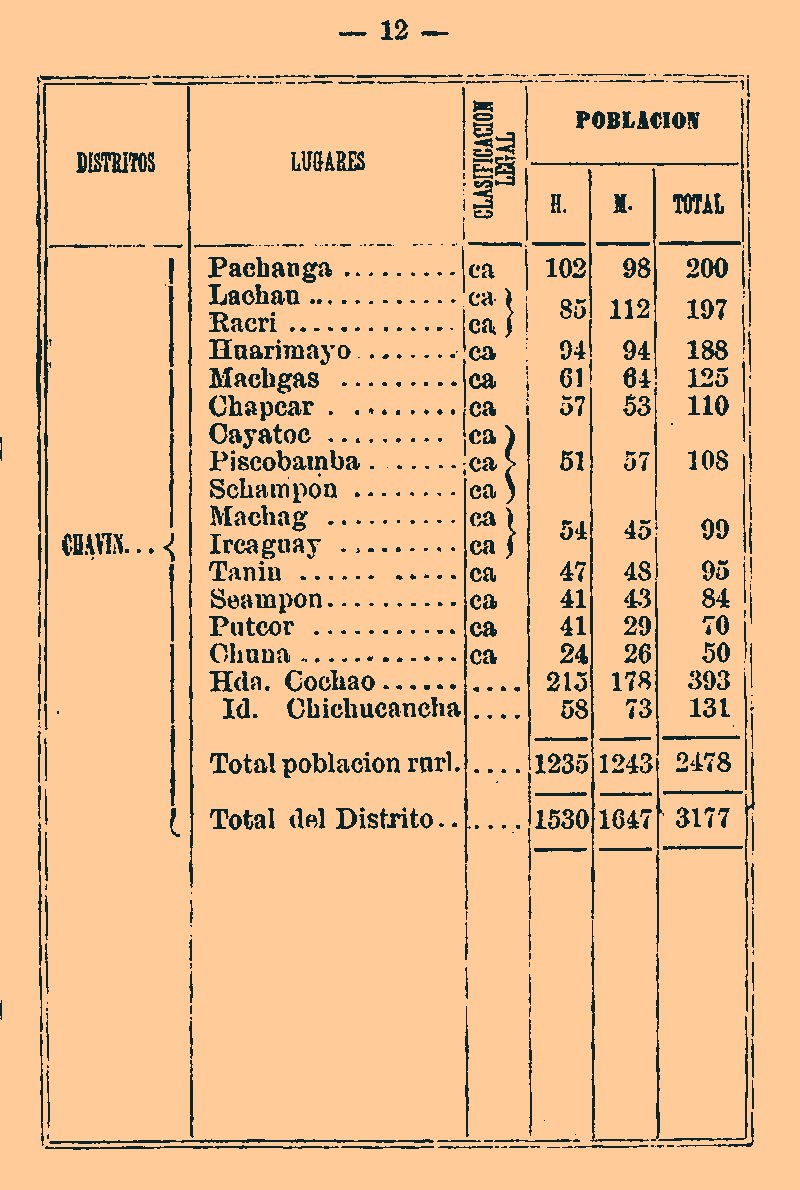 — 12 —
DISTRITOS LUGARES CLASIFICACION LEGAL POBLACION
H. M. TOTAL
Pachanga ......... ca 102 98 200
Lachan ............ ca
Racri ............. ca } 85 112 197
Huarimayo ........ ca 94 94 188
Machgas ......... ca 61 64 125
Chapcar . ........ ca 57 53 110
Cayatoc ......... ca
Piscobamba . ...... ca } 51 57 108
Schampon ........ ca
Machag .......... ca
CHAVIN... { Ircaguay ......... ca } 54 45 99
Tanin ...... ..... ca 47 48 95
Seampon.......... ca 41 43 84
Putcor ........... ca 41 29 70
Chuna ............ ca 24 26 50
Hda. Cochao ...... .... 215 178 393
Id. Chichucancha .... 58 73 131
Total poblacion rurl. .... 1235 1243 2478
Total del Distrito.. .... 1530 1647 3177